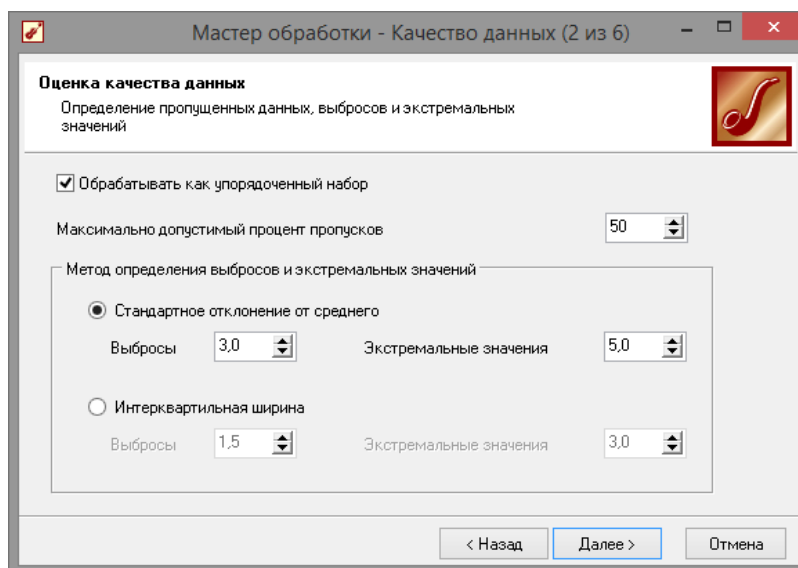 Мастер обработки - Качество данных (2 из 6)
Оценка качества данных
Определение пропущенных данных, выбросов и экстремальных
значений
Обрабатывать как упорядоченный набор
Максимально допустимый процент пропусков 50
Метод определения выбросов и экстремальных значений
Стандартное отклонение от среднего
Выбросы 3,0 Экстремальные значения 5,0
Интерквартильная ширина
Выбросы 1,5 Экстремальные значения 3,0
< Назад Далее > Отмена